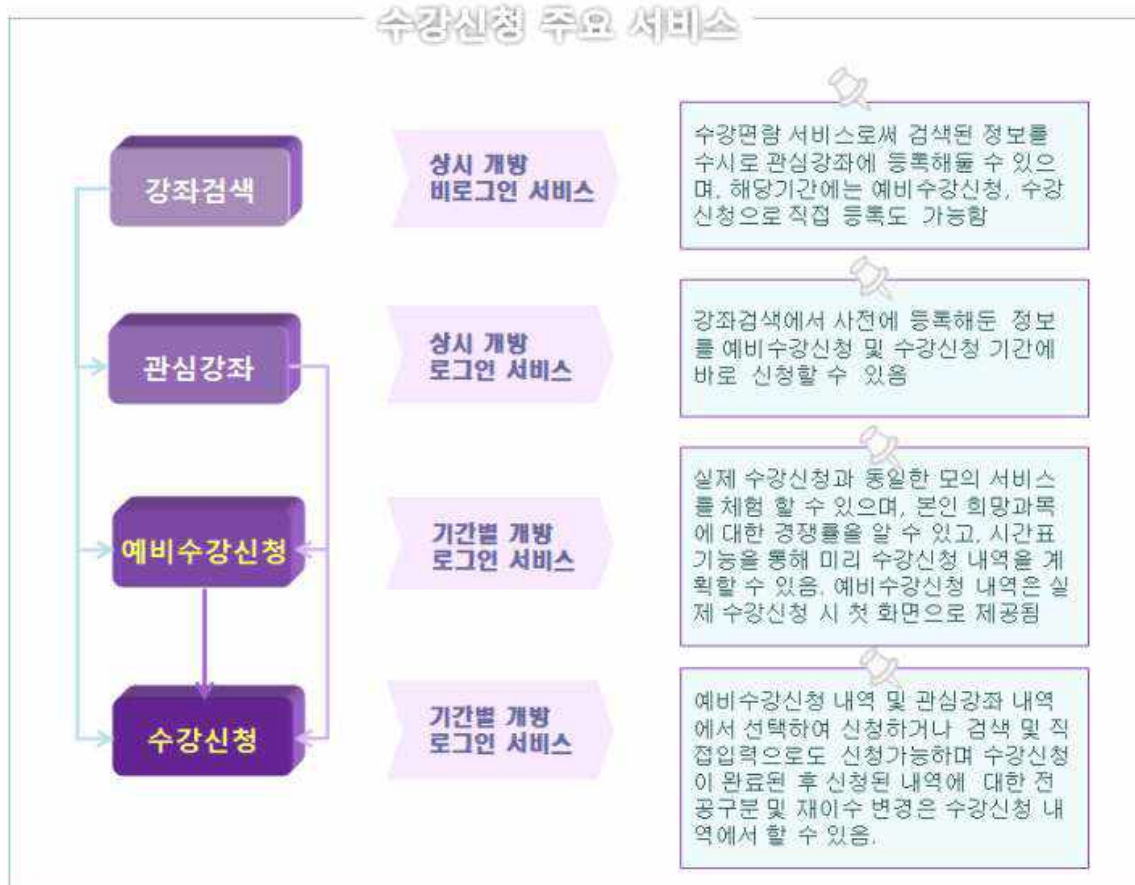 수강신청 주요 서비스
강좌검색
상시 개방
비로그인 서비스
수강편람 서비스로써 검색된 정보를
수시로 관심강좌에 등록해둘 수 있으
며, 해당기간에는 예비수강신청, 수강
신청으로 직접 등록도 가능함
관심강좌
상시 개방
로그인 서비스
강좌검색에서 사전에 등록해둔 정보
를 예비수강신청 및 수강신청 기간에
바로 신청할 수 있음
예비수강신청
기간별 개방
로그인 서비스
실제 수강신청과 동일한 모의 서비스
를 체험 할 수 있으며, 본인 희망과목
에 대한 경쟁률을 알 수 있고, 시간표
기능을 통해 미리 수강신청 내역을 계
획할 수 있음. 예비수강신청 내역은 실
제 수강신청 시 첫 화면으로 제공됨
수강신청
기간별 개방
로그인 서비스
예비수강신청 내역 및 관심강좌 내역
에서 선택하여 신청하거나 검색 및 직
접입력으로도 신청가능하며 수강신청
이 완료된 후 신청된 내역에 대한 전
공구분 및 재이수 변경은 수강신청 내
역에서 할 수 있음.